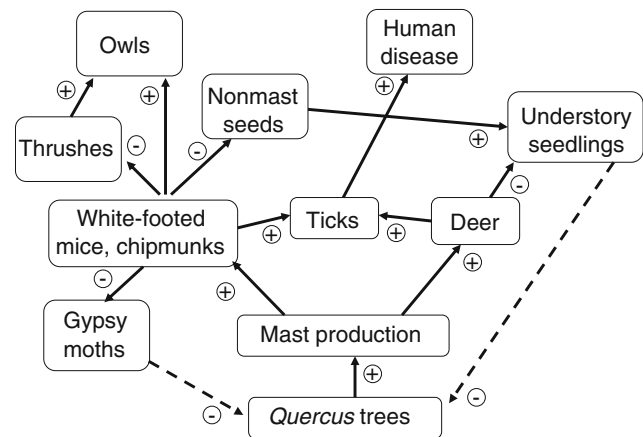 Owls
Human
disease
+
+
+
Nonmast
seeds
Understory
seedlings
Thrushes
-
-
+
-
White-footed
mice, chipmunks
Ticks
Deer
+
+
+
-
+
Gypsy
moths
Mast production
+
-
-
Quercus trees